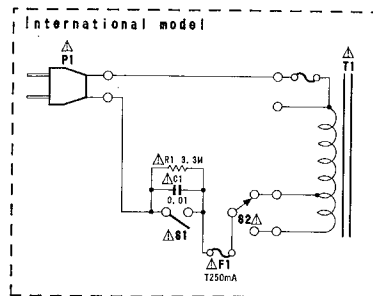 International model
⚠
P1
⚠
T1
⚠R1 3.3M
⚠C1
0.01
⚠S1
S2⚠
⚠F1
T250mA